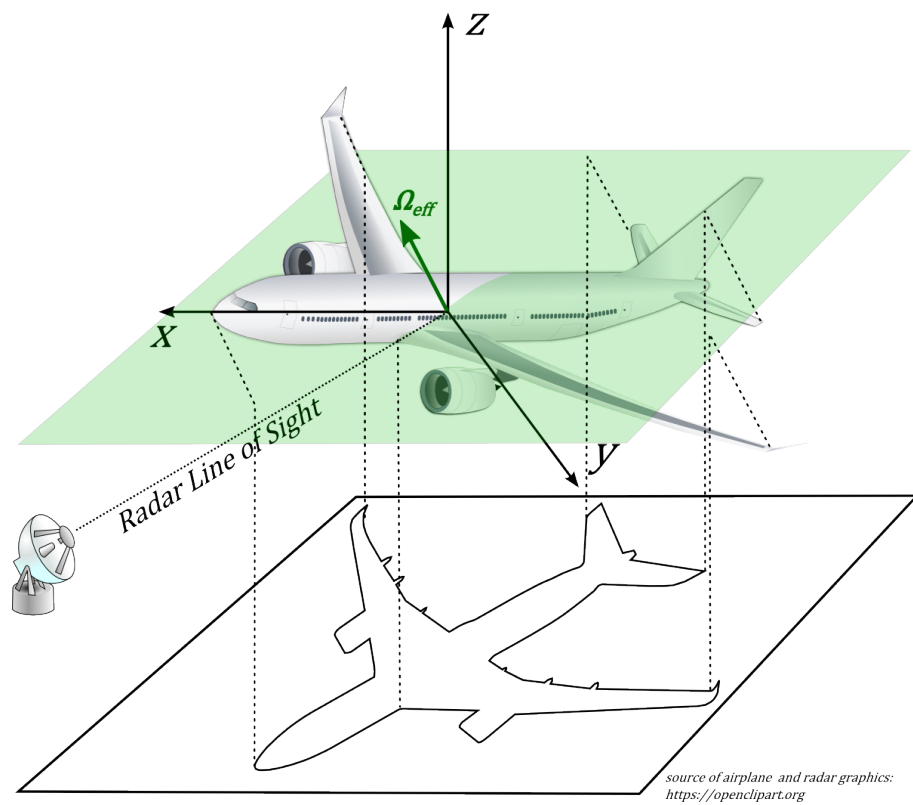 Z
Ω_eff
X
Radar Line of Sight
y
source of airplane and radar graphics:
https://openclipart.org